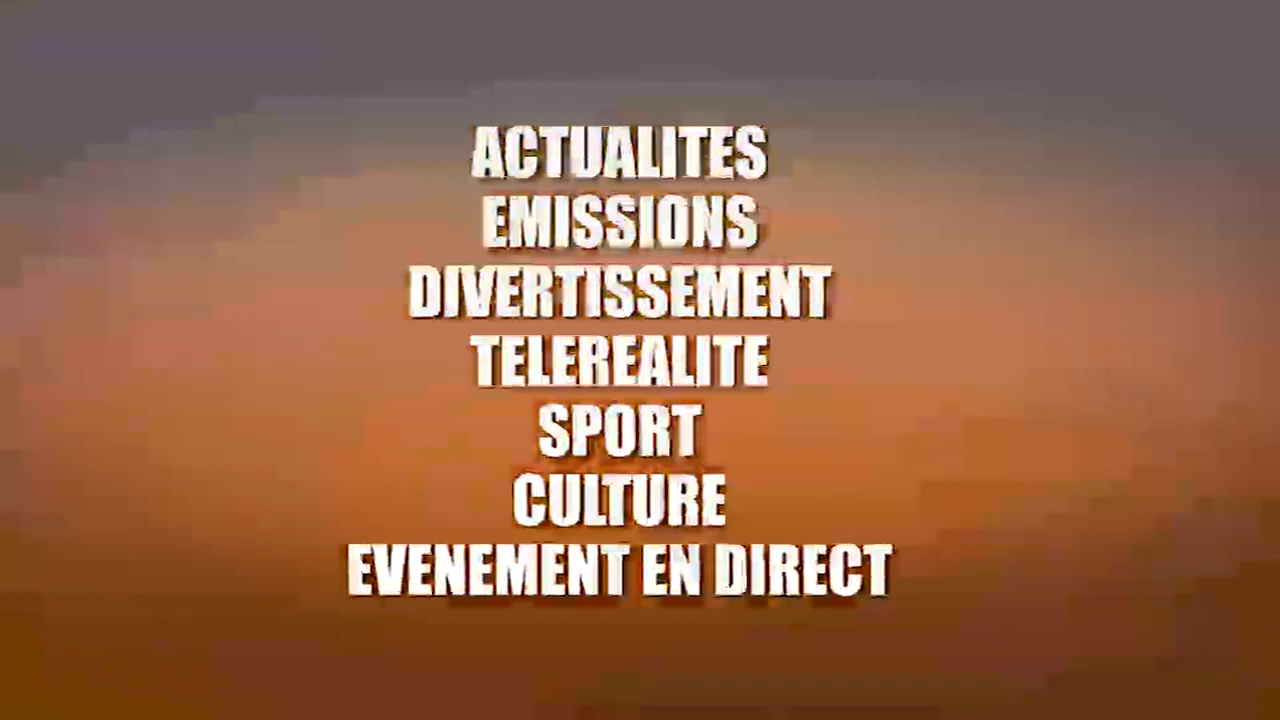 ACTUALITES
EMISSIONS
DIVERTISSEMENT
TELEREALITE
SPORT
CULTURE
EVENEMENT EN DIRECT